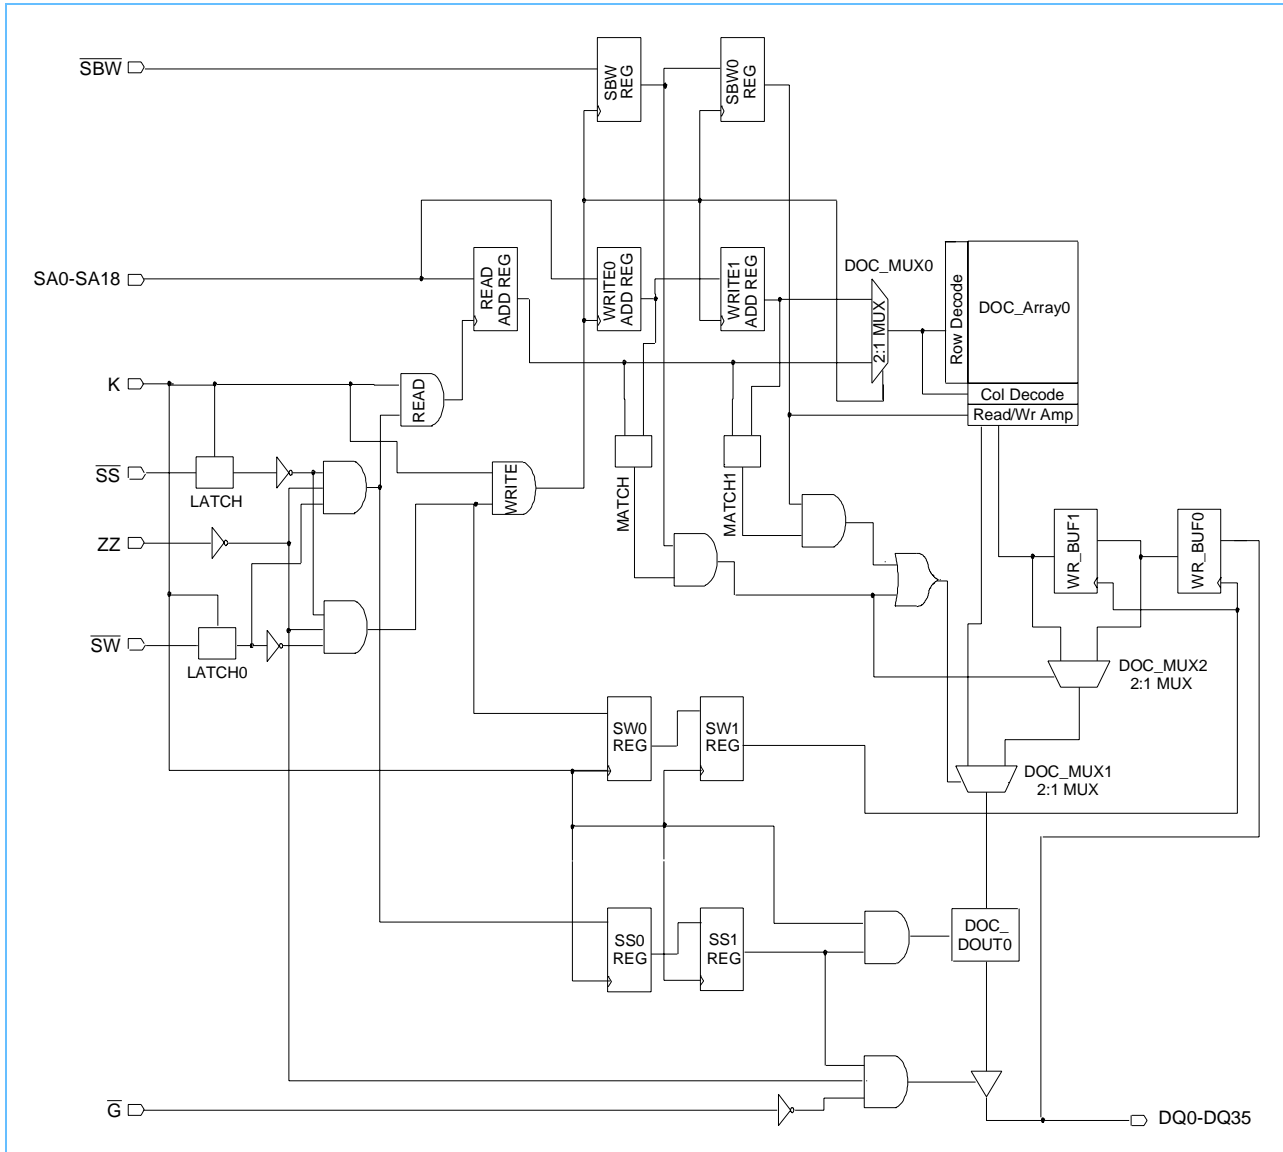 SBW
SBW
REG
SBW0
REG
SA0-SA18
READ
ADD REG
WRITE0
ADD REG
WRITE1
ADD REG
DOC_MUX0
2:1 MUX
Row Decode
DOC_Array0
Col Decode
Read/Wr Amp
K
READ
SS
LATCH
WRITE
MATCH
MATCH1
ZZ
WR_BUF1
WR_BUF0
SW
LATCH0
DOC_MUX2
2:1 MUX
SW0
REG
SW1
REG
DOC_MUX1
2:1 MUX
SS0
REG
SS1
REG
DOC_
DOUT0
G
DQ0-DQ35